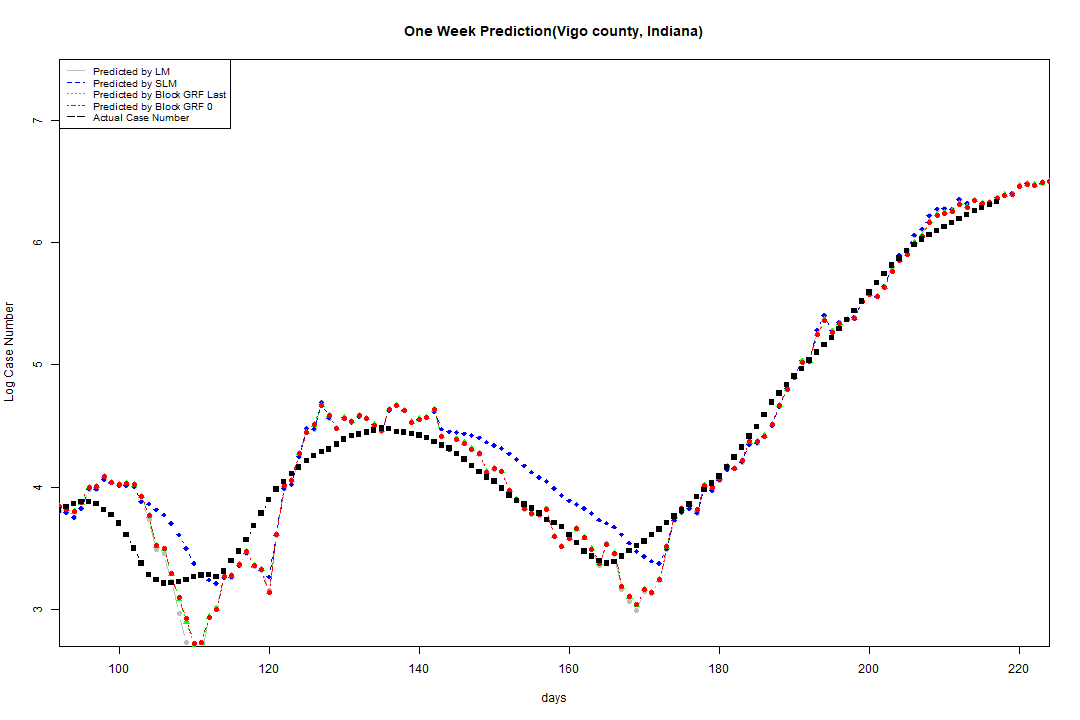 One Week Prediction(Vigo county, Indiana)
Predicted by LM
Predicted by SLM
Predicted by Block GRF Last
Predicted by Block GRF 0
Actual Case Number
7
6
5
4
3
Log Case Number
100 120 140 160 180 200 220
days